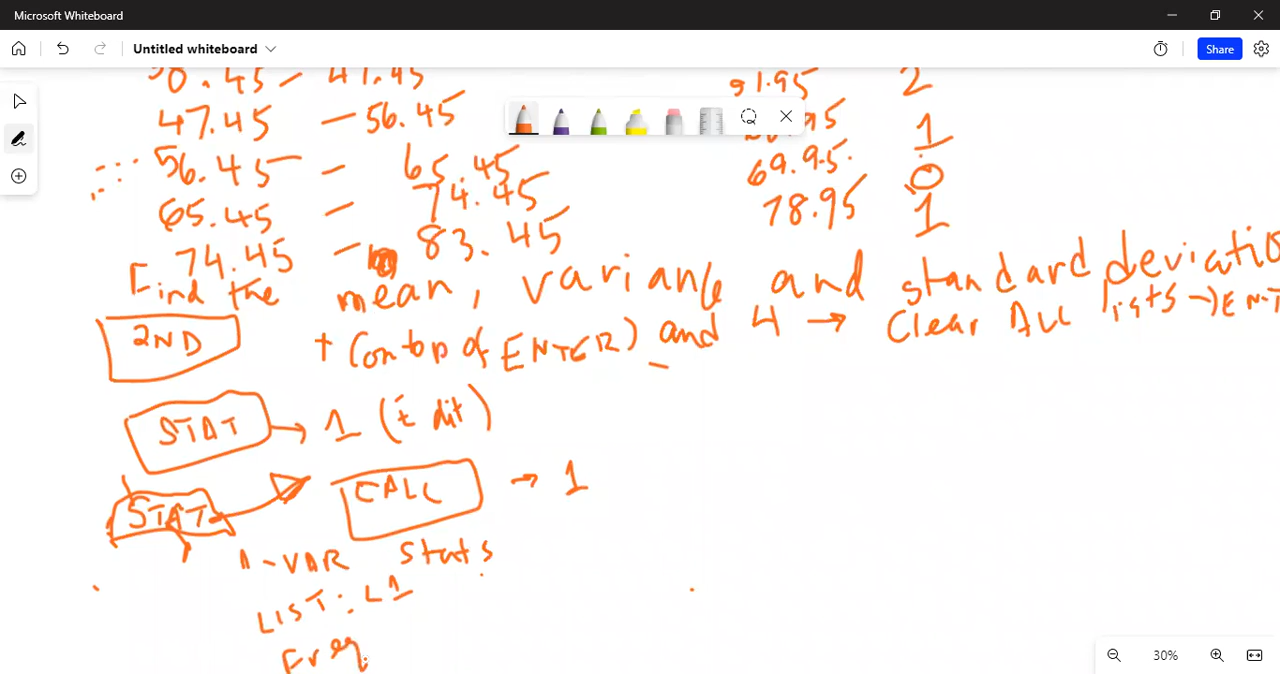 Microsoft Whiteboard
Untitled whiteboard
Share
47.45 - 56.45 1
56.45 - 65.45 69.95 0
65.45 - 74.45 78.95 1
74.45 - 83.45
Find the mean, variance and standard deviatio
2ND + (on top of ENTER) and 4 → Clear ALL lists → ENT
STAT → 1 (Edit)
STAT CALC → 1
1-VAR Stats
LIST: L1
Freq
30%